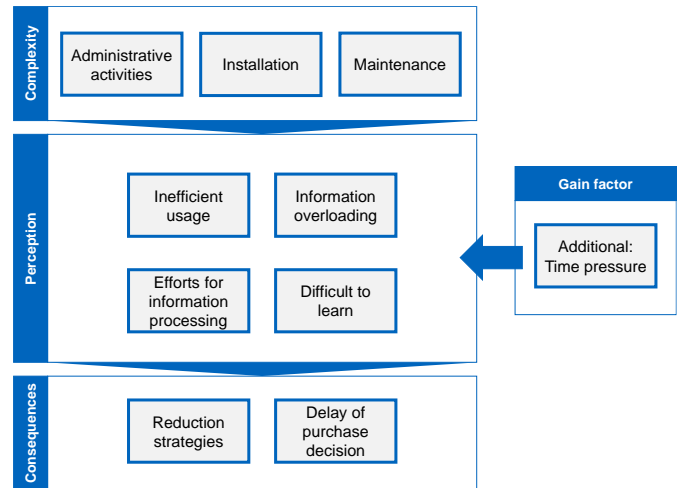 Complexity
Administrative
activities
Installation
Maintenance
Perception
Inefficient
usage
Information
overloading
Efforts for
information
processing
Difficult to
learn
Gain factor
Additional:
Time pressure
Consequences
Reduction
strategies
Delay of
purchase
decision